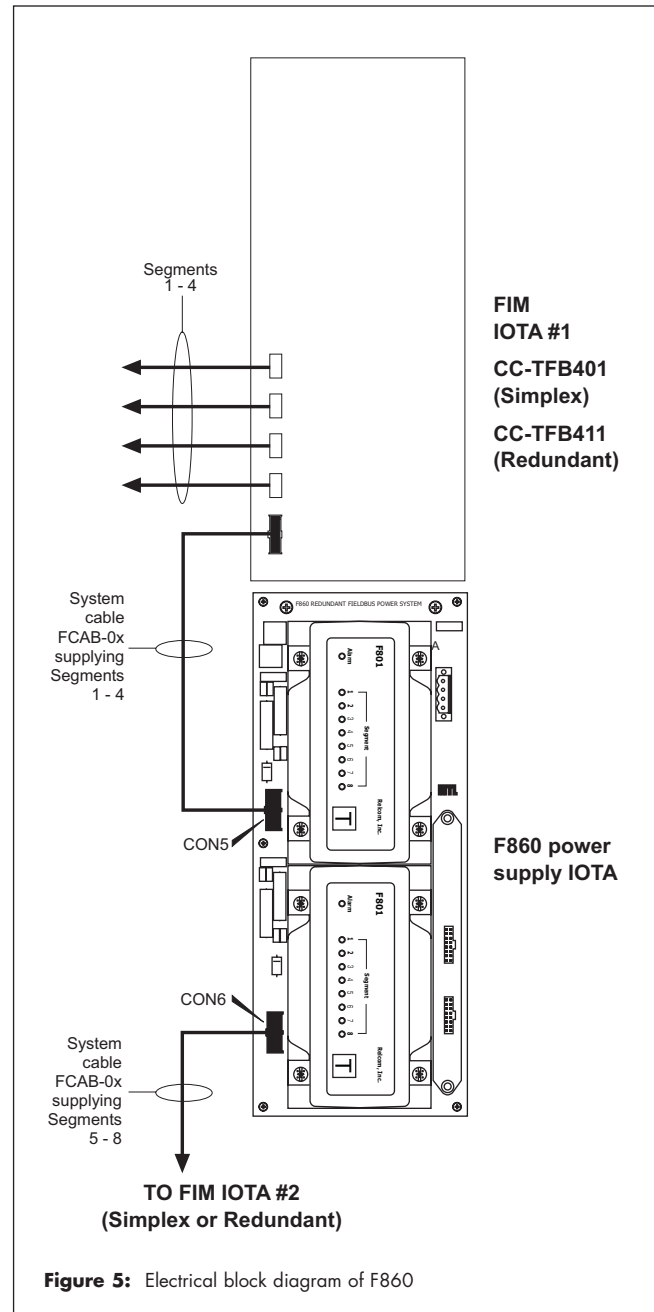 Segments
1 - 4
FIM
IOTA #1
CC-TFB401
(Simplex)
CC-TFB411
(Redundant)
System
cable
FCAB-0x
supplying
Segments
1 - 4
F860 REDUNDANT FIELDBUS POWER SYSTEM
A
F801
Alarm
1
2
3
4
5
6
7
8
Segment
Relcom, Inc.
T
CON5
F860 power
supply IOTA
F801
Alarm
1
2
3
4
5
6
7
8
Segment
Relcom, Inc.
T
CON6
System
cable
FCAB-0x
supplying
Segments
5 - 8
TO FIM IOTA #2
(Simplex or Redundant)
Figure 5: Electrical block diagram of F860